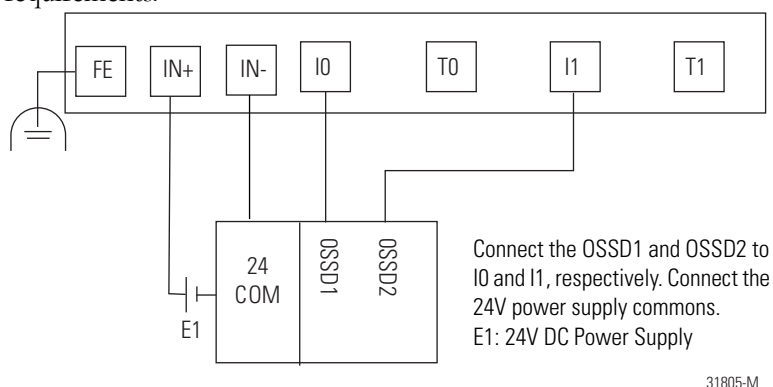 requirements.
FE IN+ IN- I0 T0 I1 T1
24
COM
OSSD1
OSSD2
E1
Connect the OSSD1 and OSSD2 to
I0 and I1, respectively. Connect the
24V power supply commons.
E1: 24V DC Power Supply
31805-M